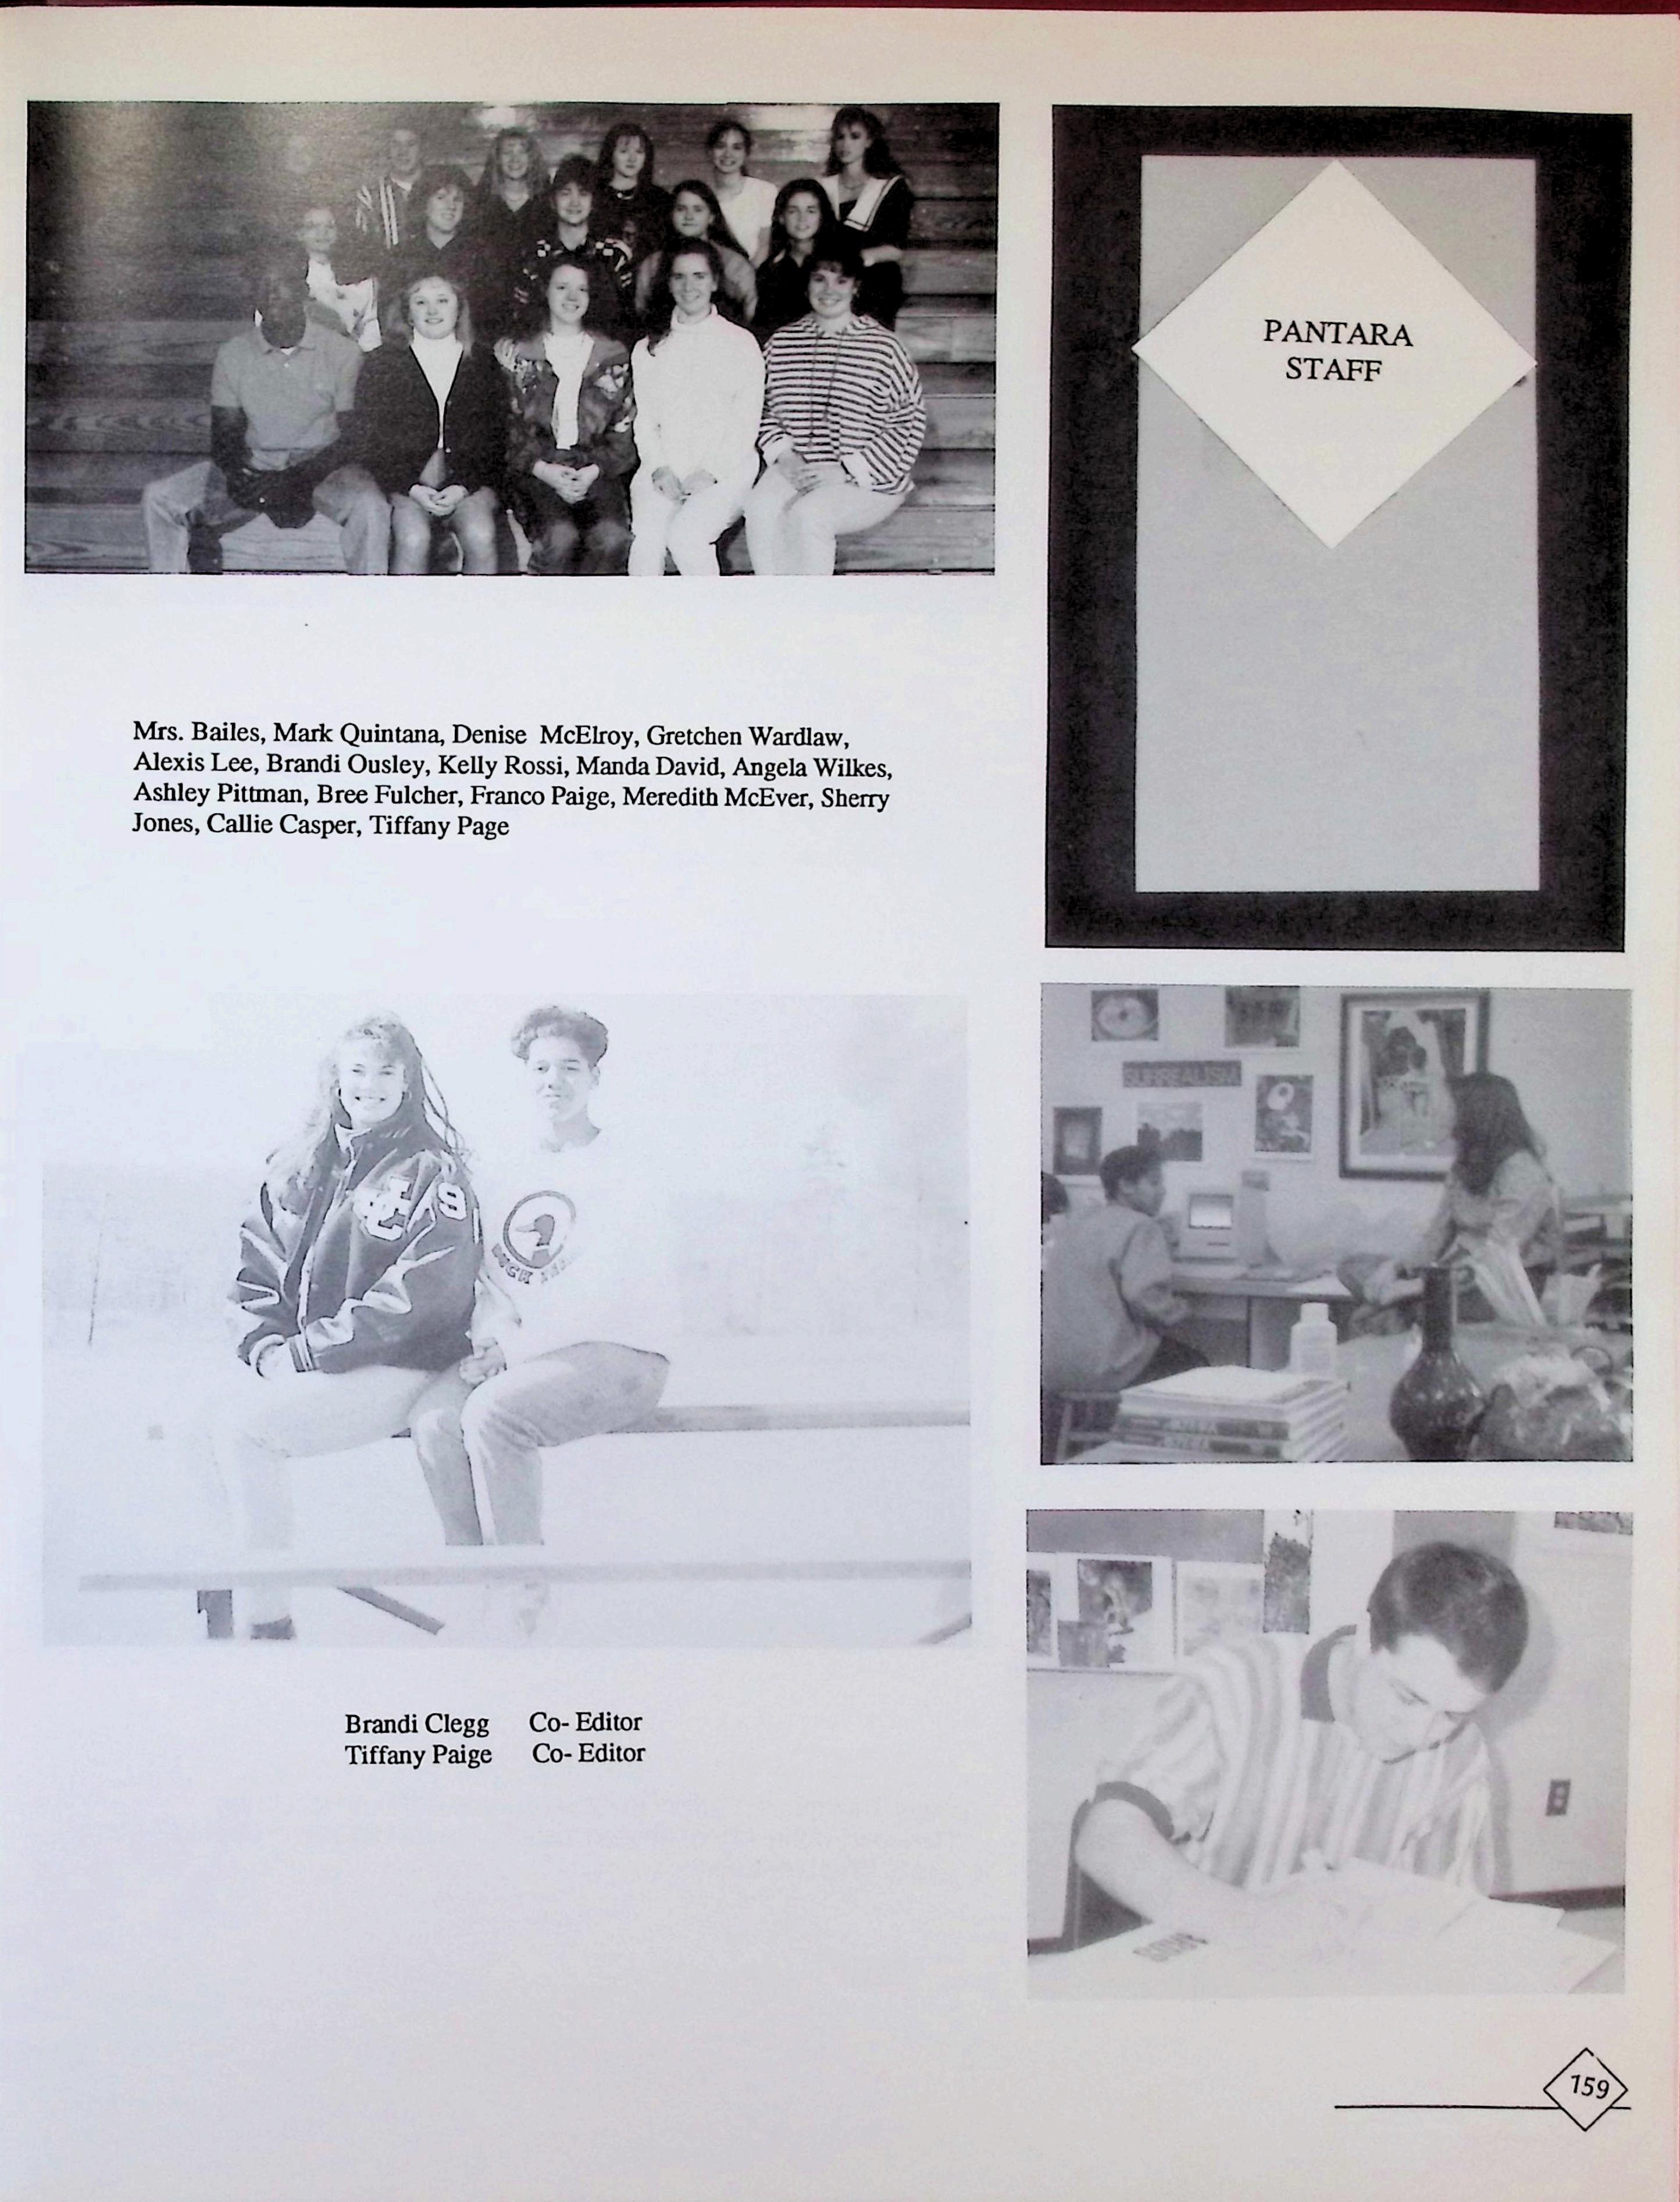 PANTARA
STAFF
Mrs. Bailes, Mark Quintana, Denise McElroy, Gretchen Wardlaw,
Alexis Lee, Brandi Ousley, Kelly Rossi, Manda David, Angela Wilkes,
Ashley Pittman, Bree Fulcher, Franco Paige, Meredith McEver, Sherry
Jones, Callie Casper, Tiffany Page
SURREALISM
9
Brandi Clegg Co- Editor
Tiffany Paige Co- Editor
159